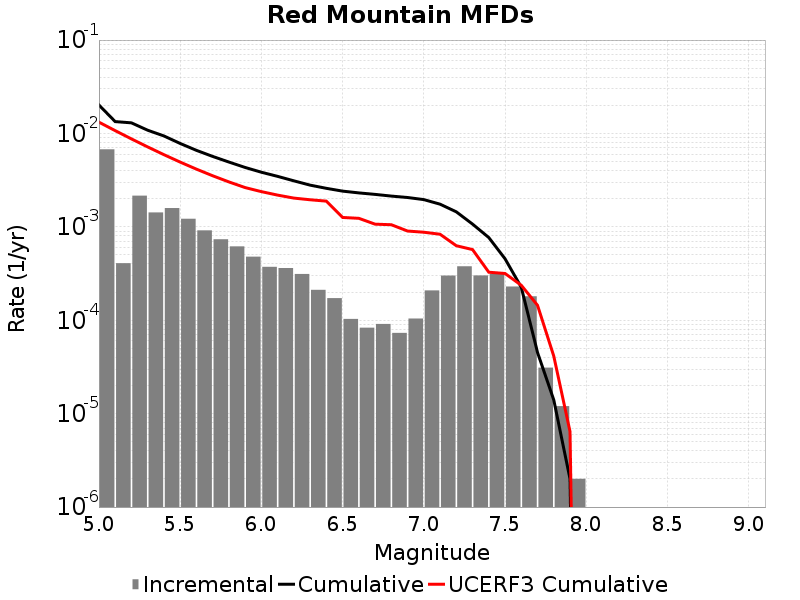 Red Mountain MFDs
10-1
10-2
10-3
10-4
10-5
10-6
Rate (1/yr)
5.0 5.5 6.0 6.5 7.0 7.5 8.0 8.5 9.0
Magnitude
Incremental Cumulative UCERF3 Cumulative